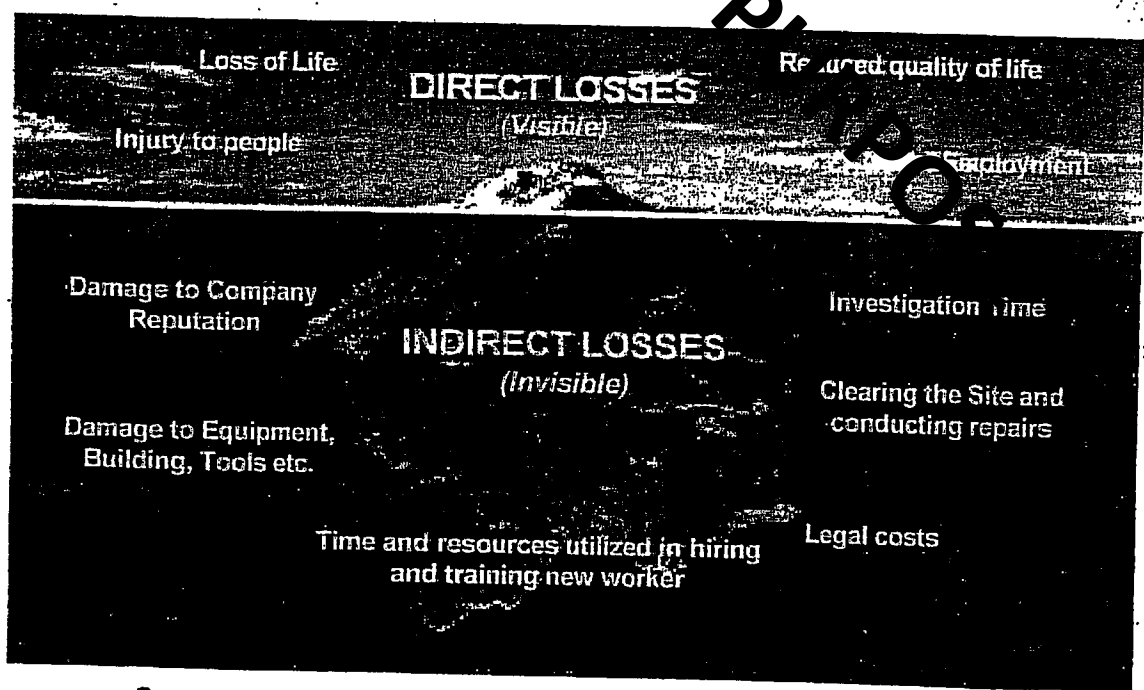 Loss of Life
DIRECT LOSSES
(Visible)
Reduced quality of life
Injury to people
Employment
Damage to Company
Reputation
INDIRECT LOSSES
(Invisible)
Investigation Time
Clearing the Site and
conducting repairs
Damage to Equipment,
Building, Tools etc.
Time and resources utilized in hiring
and training new worker
Legal costs